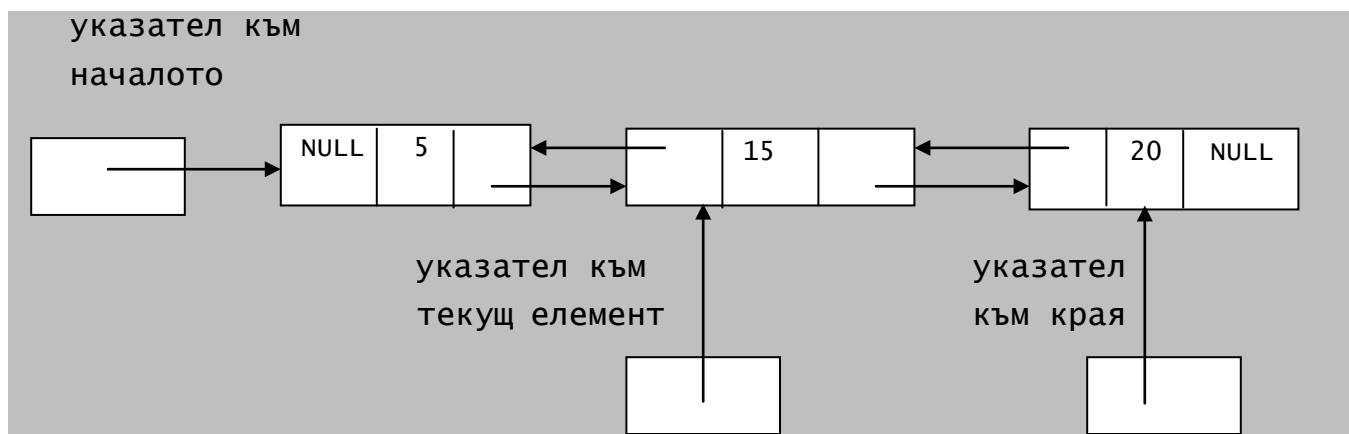 указател към
началото
NULL 5 15 20 NULL
указател към
текущ елемент
указател
към края